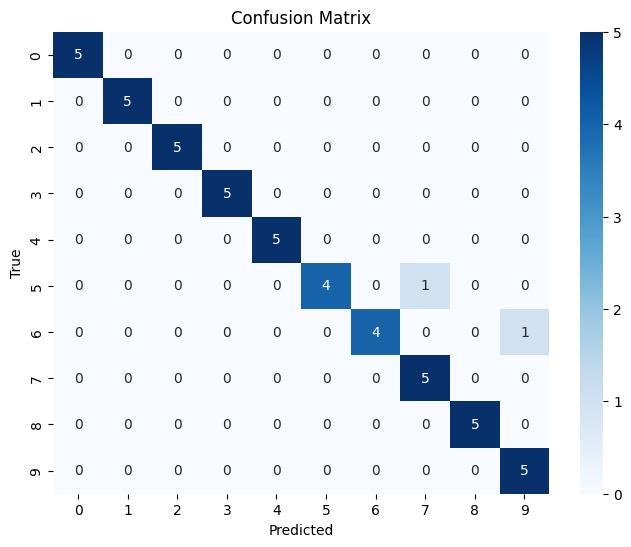 Confusion Matrix
True
0 5 0 0 0 0 0 0 0 0 0
1 0 5 0 0 0 0 0 0 0 0
2 0 0 5 0 0 0 0 0 0 0
3 0 0 0 5 0 0 0 0 0 0
4 0 0 0 0 5 0 0 0 0 0
5 0 0 0 0 0 4 0 1 0 0
6 0 0 0 0 0 0 4 0 0 1
7 0 0 0 0 0 0 0 5 0 0
8 0 0 0 0 0 0 0 0 5 0
9 0 0 0 0 0 0 0 0 0 5
0 1 2 3 4 5 6 7 8 9
Predicted
5
4
3
2
1
0